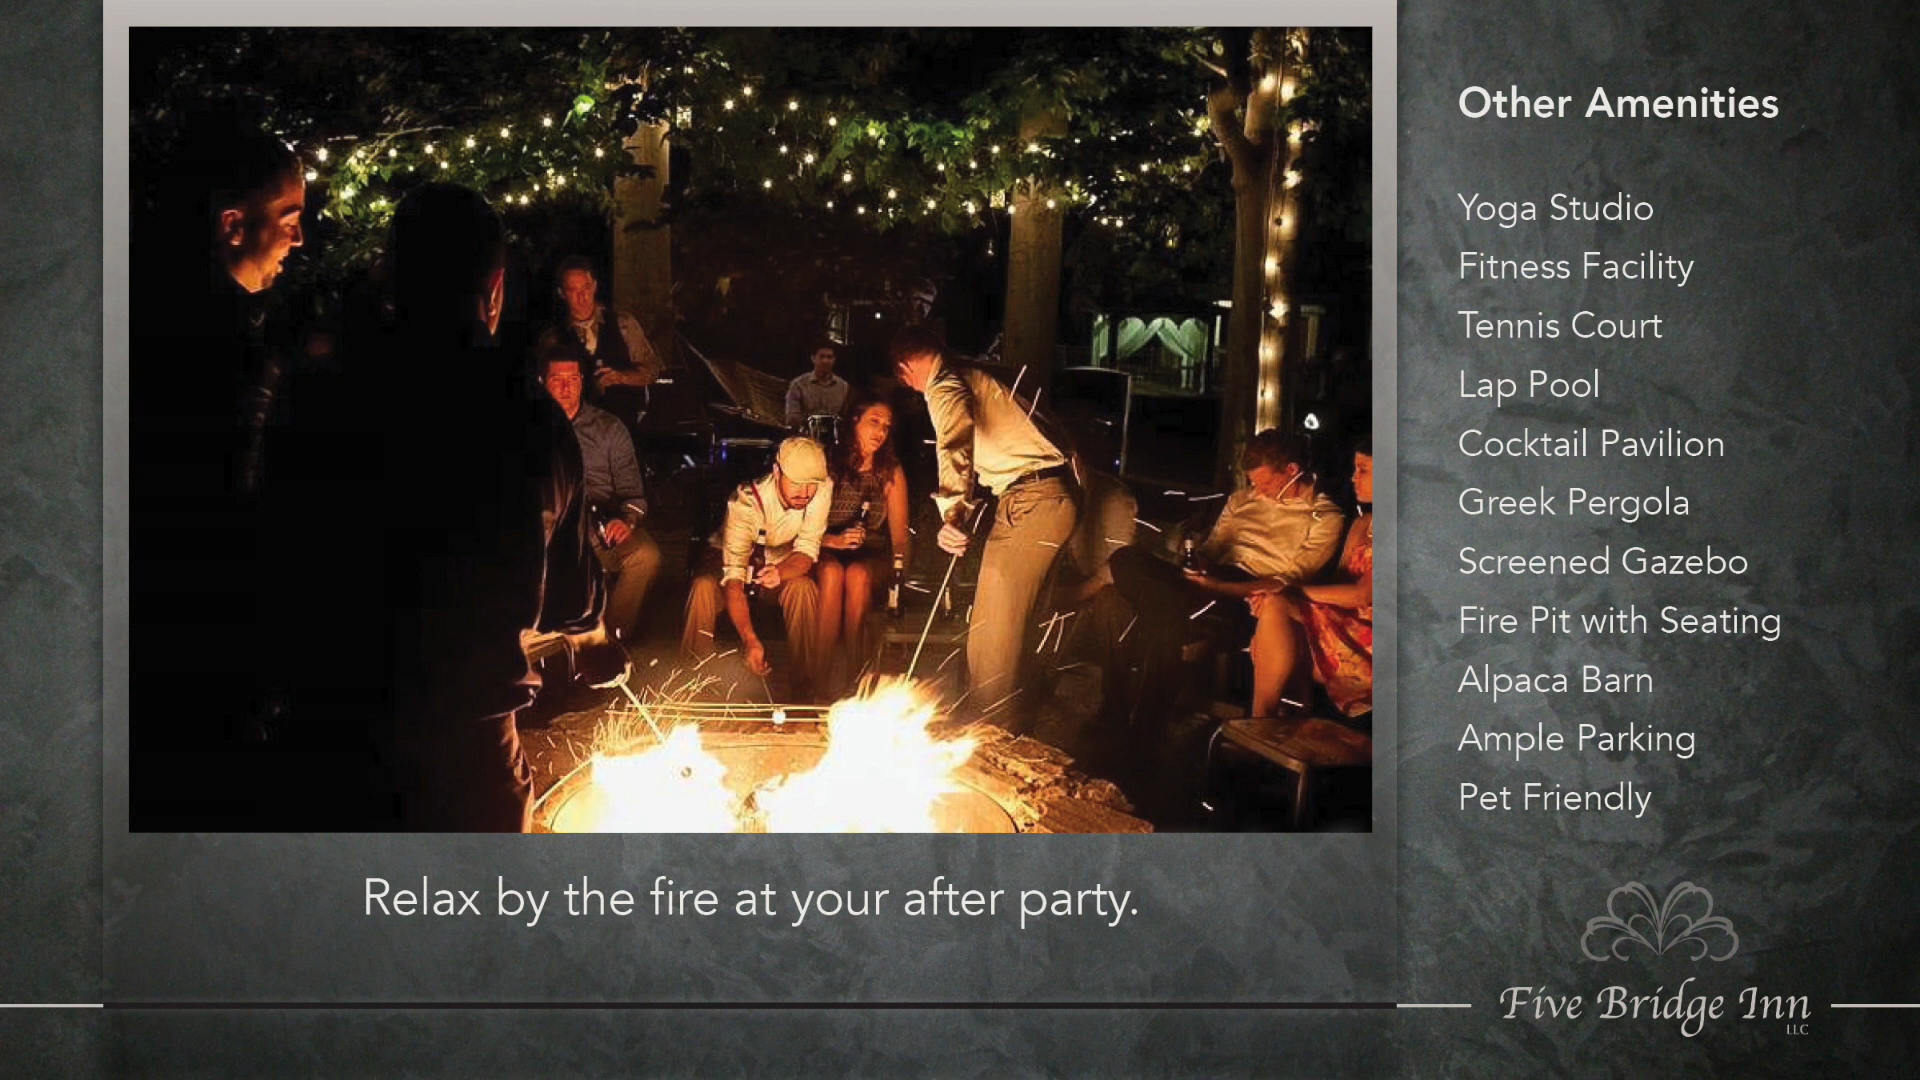 Other Amenities
Yoga Studio
Fitness Facility
Tennis Court
Lap Pool
Cocktail Pavilion
Greek Pergola
Screened Gazebo
Fire Pit with Seating
Alpaca Barn
Ample Parking
Pet Friendly
Relax by the fire at your after party.
Five Bridge Inn
LLC